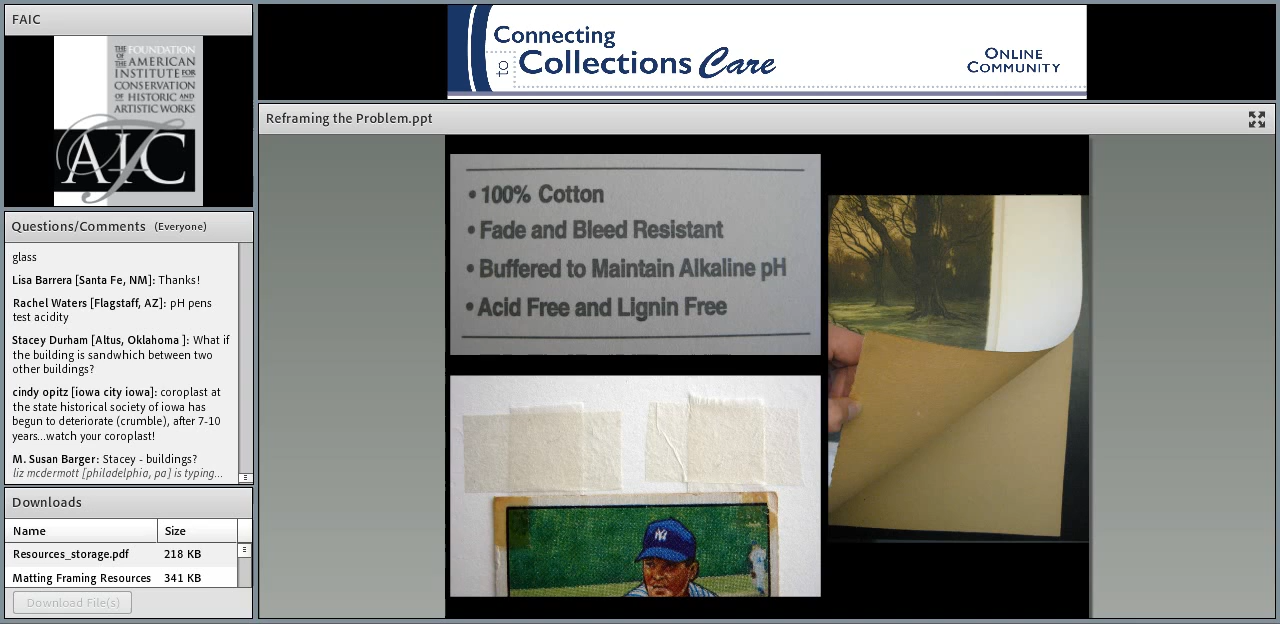 FAIC
THE FOUNDATION
OF THE AMERICAN
INSTITUTE FOR
CONSERVATION
OF HISTORIC AND
ARTISTIC WORKS
FAIC
Connecting
to Collections Care
ONLINE
COMMUNITY
Reframing the Problem.ppt
Questions/Comments (Everyone)
glass
Lisa Barrera [Santa Fe, NM]: Thanks!
Rachel Waters [Flagstaff, AZ]: pH pens
test acidity
Stacey Durham [Altus, Oklahoma ]: What if
the building is sandwhich between two
other buildings?
cindy opitz [iowa city iowa]: coroplast at
the state historical society of iowa has
begun to deteriorate (crumble), after 7-10
years...watch your coroplast!
M. Susan Barger: Stacey - buildings?
liz mcdermott [philadelphia, pa] is typing...
Downloads
Name Size
Resources_storage.pdf 218 KB
Matting Framing Resources 341 KB
Download File(s)
• 100% Cotton
• Fade and Bleed Resistant
• Buffered to Maintain Alkaline pH
• Acid Free and Lignin Free
NY